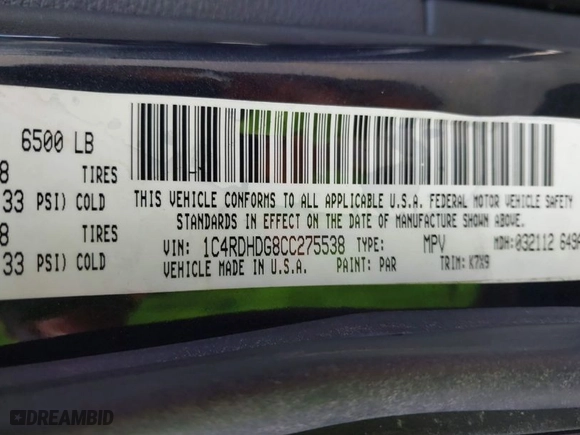 6500 LB
8 TIRES
33 PSI) COLD
8 TIRES
33 PSI) COLD
THIS VEHICLE CONFORMS TO ALL APPLICABLE U.S.A. FEDERAL MOTOR VEHICLE SAFETY
STANDARDS IN EFFECT ON THE DATE OF MANUFACTURE SHOWN ABOVE.
VIN: 1C4RDHDG8CC275538 TYPE: MPV MDH: 032112 649
VEHICLE MADE IN U.S.A. PAINT: PAR TRIM: K7X9
DREAMBID